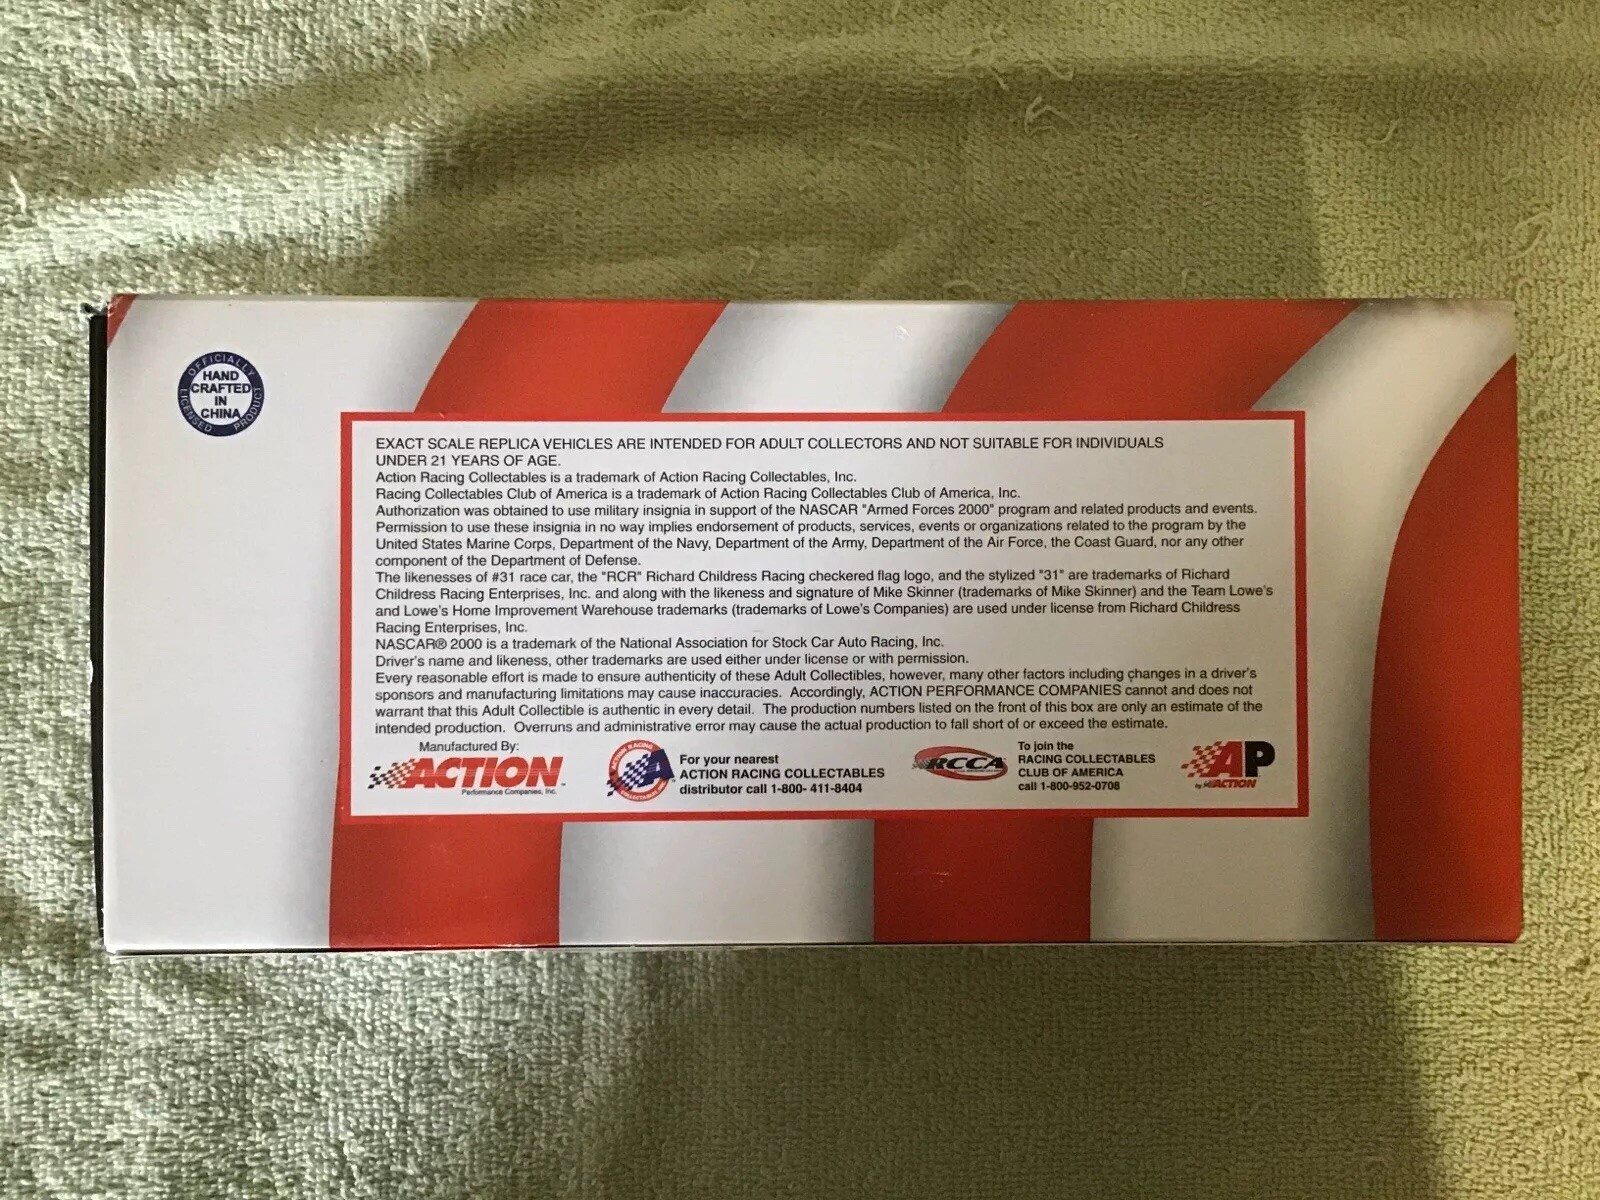 OFFICIALLY
LICENSED PRODUCT
HAND
CRAFTED
IN
CHINA
EXACT SCALE REPLICA VEHICLES ARE INTENDED FOR ADULT COLLECTORS AND NOT SUITABLE FOR INDIVIDUALS
UNDER 21 YEARS OF AGE.
Action Racing Collectables is a trademark of Action Racing Collectables, Inc.
Racing Collectables Club of America is a trademark of Action Racing Collectables Club of America, Inc.
Authorization was obtained to use military insignia in support of the NASCAR "Armed Forces 2000" program and related products and events.
Permission to use these insignia in no way implies endorsement of products, services, events or organizations related to the program by the
United States Marine Corps, Department of the Navy, Department of the Army, Department of the Air Force, the Coast Guard, nor any other
component of the Department of Defense.
The likenesses of #31 race car, the "RCR" Richard Childress Racing checkered flag logo, and the stylized "31" are trademarks of Richard
Childress Racing Enterprises, Inc. and along with the likeness and signature of Mike Skinner (trademarks of Mike Skinner) and the Team Lowe's
and Lowe's Home Improvement Warehouse trademarks (trademarks of Lowe's Companies) are used under license from Richard Childress
Racing Enterprises, Inc.
NASCAR® 2000 is a trademark of the National Association for Stock Car Auto Racing, Inc.
Driver's name and likeness, other trademarks are used either under license or with permission.
Every reasonable effort is made to ensure authenticity of these Adult Collectibles, however, many other factors including changes in a driver's
sponsors and manufacturing limitations may cause inaccuracies. Accordingly, ACTION PERFORMANCE COMPANIES cannot and does not
warrant that this Adult Collectible is authentic in every detail. The production numbers listed on the front of this box are only an estimate of the
intended production. Overruns and administrative error may cause the actual production to fall short of or exceed the estimate.
Manufactured By:
ACTION
Performance Companies, Inc.
ACTION RACING
COLLECTABLES, INC.
A
For your nearest
ACTION RACING COLLECTABLES
distributor call 1-800- 411-8404
RCCA
To join the
RACING COLLECTABLES
CLUB OF AMERICA
call 1-800-952-0708
AP
by ACTION